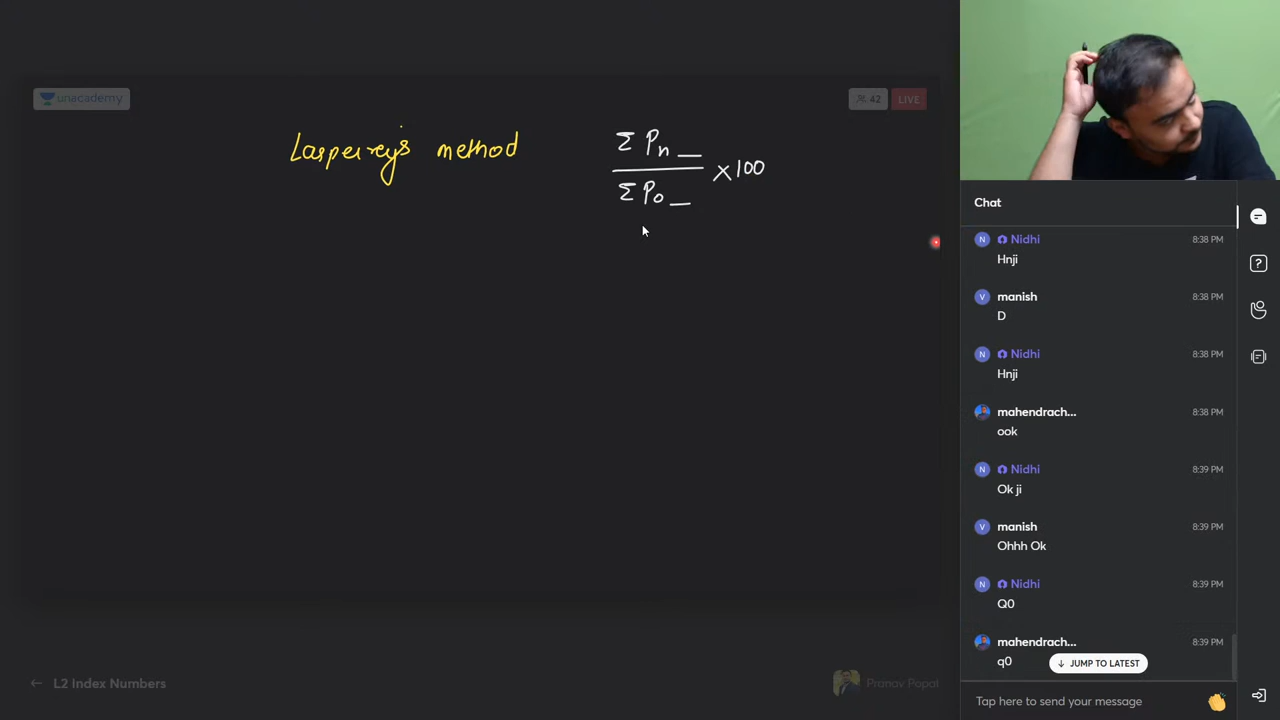 unacademy
42
LIVE
Laspeyrey's method
Σ Pn _
Σ Po _
×100
L2 Index Numbers
Pranav Popat
Chat
N Nidhi 8:38 PM
Hnji
V manish 8:38 PM
D
N Nidhi 8:38 PM
Hnji
mahendrach... 8:38 PM
ook
N Nidhi 8:39 PM
Ok ji
V manish 8:39 PM
Ohhh Ok
N Nidhi 8:39 PM
Q0
mahendrach... 8:39 PM
q0
↓ JUMP TO LATEST
Tap here to send your message